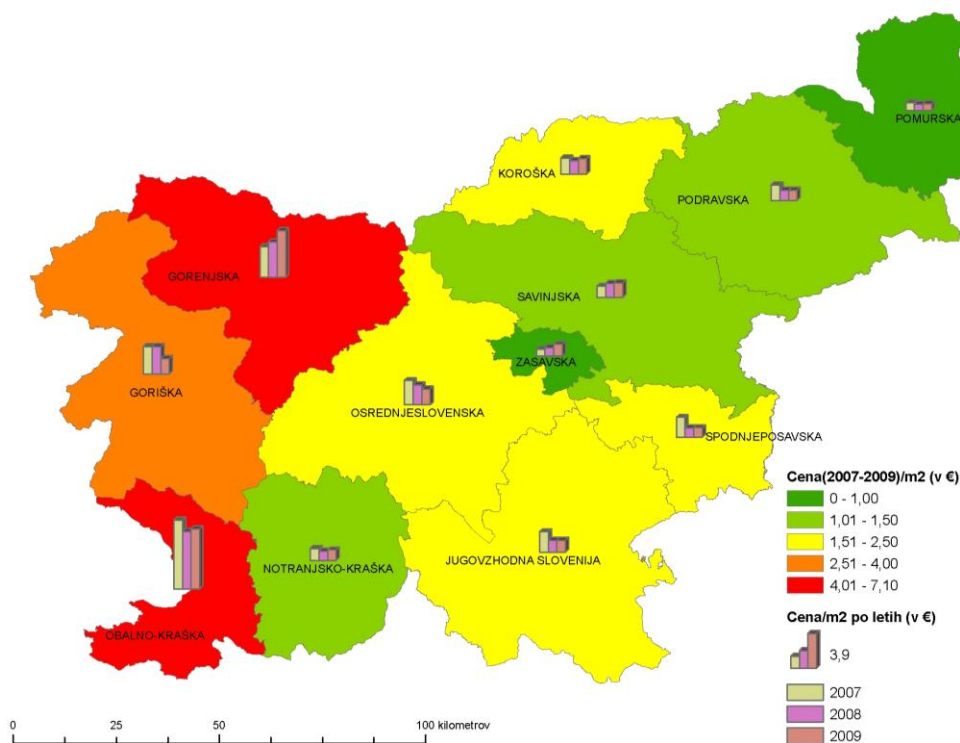 POMURSKA
KOROŠKA
PODRAVSKA
GORENJSKA
SAVINJSKA
ZASAVSKA
GORIŠKA
OSREDNJESLOVENSKA
SPODNJEPOSAVSKA
NOTRANJSKO-KRAŠKA
JUGOVZHODNA SLOVENIJA
OBALNO-KRAŠKA
Cena(2007-2009)/m2 (v €)
0 - 1,00
1,01 - 1,50
1,51 - 2,50
2,51 - 4,00
4,01 - 7,10
Cena/m2 po letih (v €)
3,9
2007
2008
2009
0 25 50 100 kilometrov